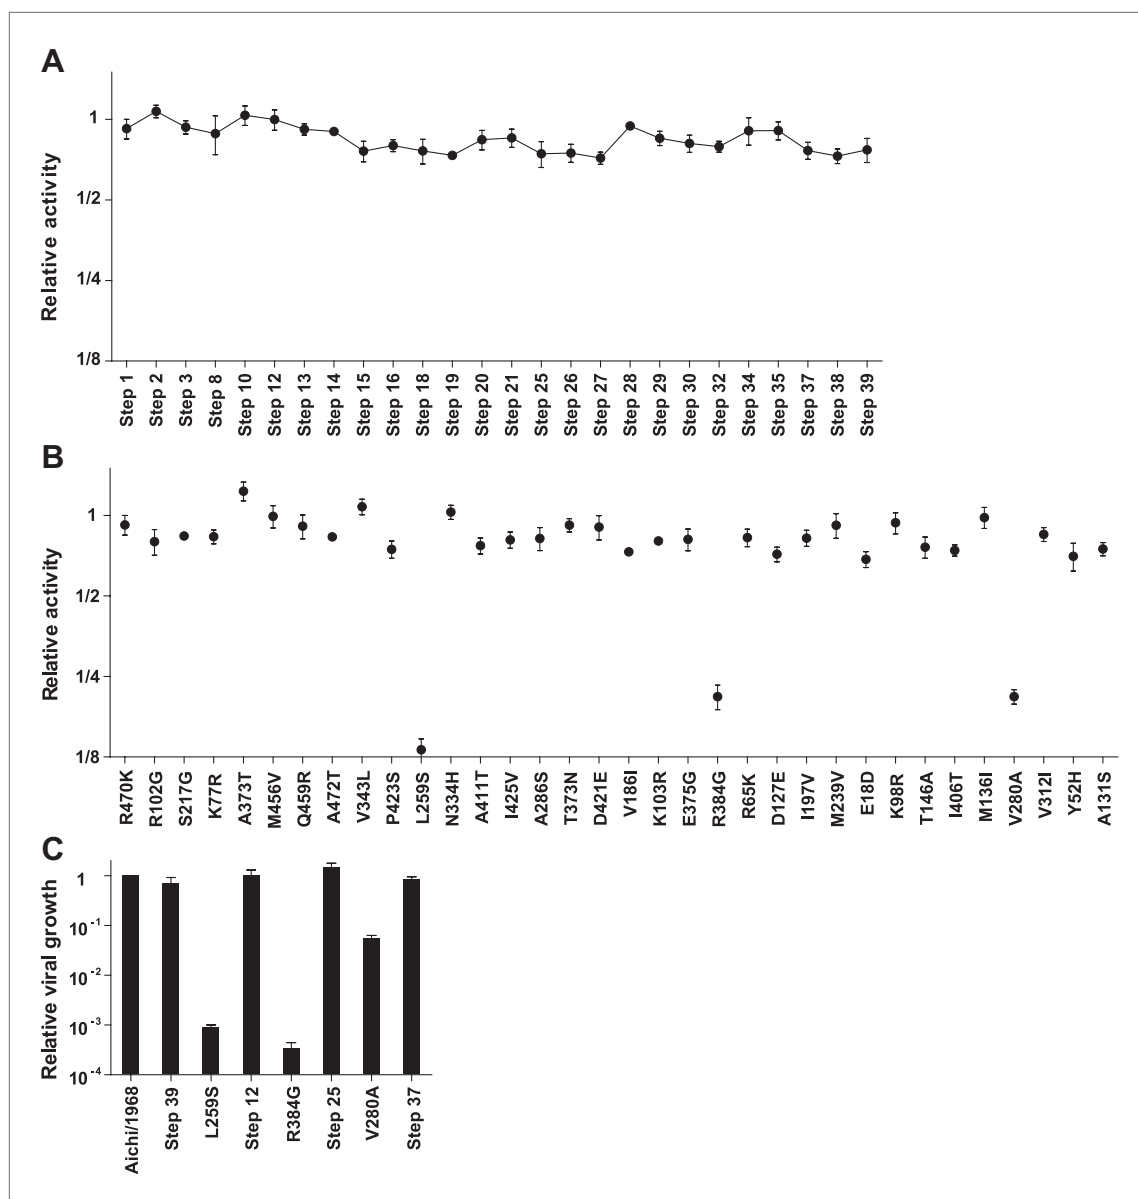 A
Relative activity
1
1/2
1/4
1/8
Step 1
Step 2
Step 3
Step 8
Step 10
Step 12
Step 13
Step 14
Step 15
Step 16
Step 18
Step 19
Step 20
Step 21
Step 25
Step 26
Step 27
Step 28
Step 29
Step 30
Step 32
Step 34
Step 35
Step 37
Step 38
Step 39
B
Relative activity
1
1/2
1/4
1/8
R470K
R102G
S217G
K77R
A373T
M456V
Q459R
A472T
V343L
P423S
L259S
N334H
A411T
I425V
A286S
T373N
D421E
V186I
K103R
E375G
R384G
R65K
D127E
I197V
M239V
E18D
K98R
T146A
I406T
M136I
V280A
V312I
Y52H
A131S
C
Relative viral growth
1
10-1
10-2
10-3
10-4
Aichi/1968
Step 39
L259S
Step 12
R384G
Step 25
V280A
Step 37